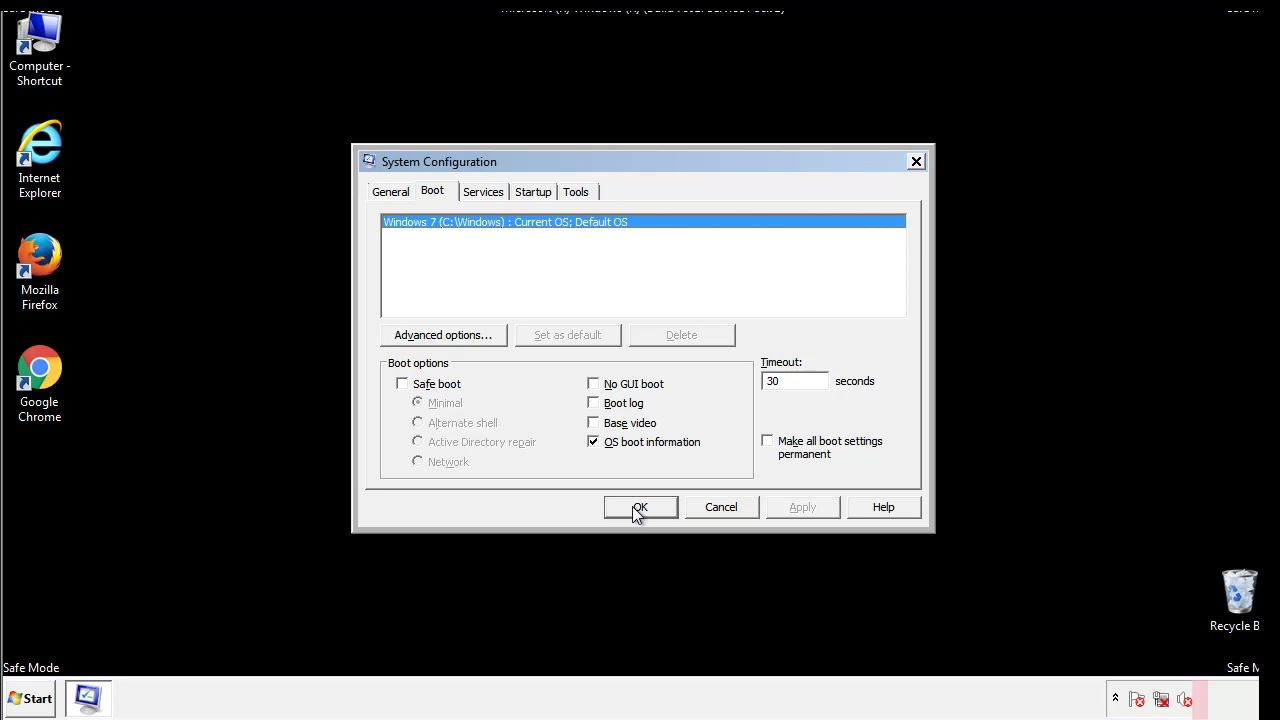 Computer -
Shortcut
Internet
Explorer
Mozilla
Firefox
Google
Chrome
System Configuration
General Boot Services Startup Tools
Windows 7 (C:\Windows) : Current OS; Default OS
Advanced options... Set as default Delete
Boot options
Safe boot
Minimal
Alternate shell
Active Directory repair
Network
No GUI boot
Boot log
Base video
OS boot information
Timeout:
30 seconds
Make all boot settings
permanent
OK Cancel Apply Help
Recycle B
Safe Mode
Safe M
Start